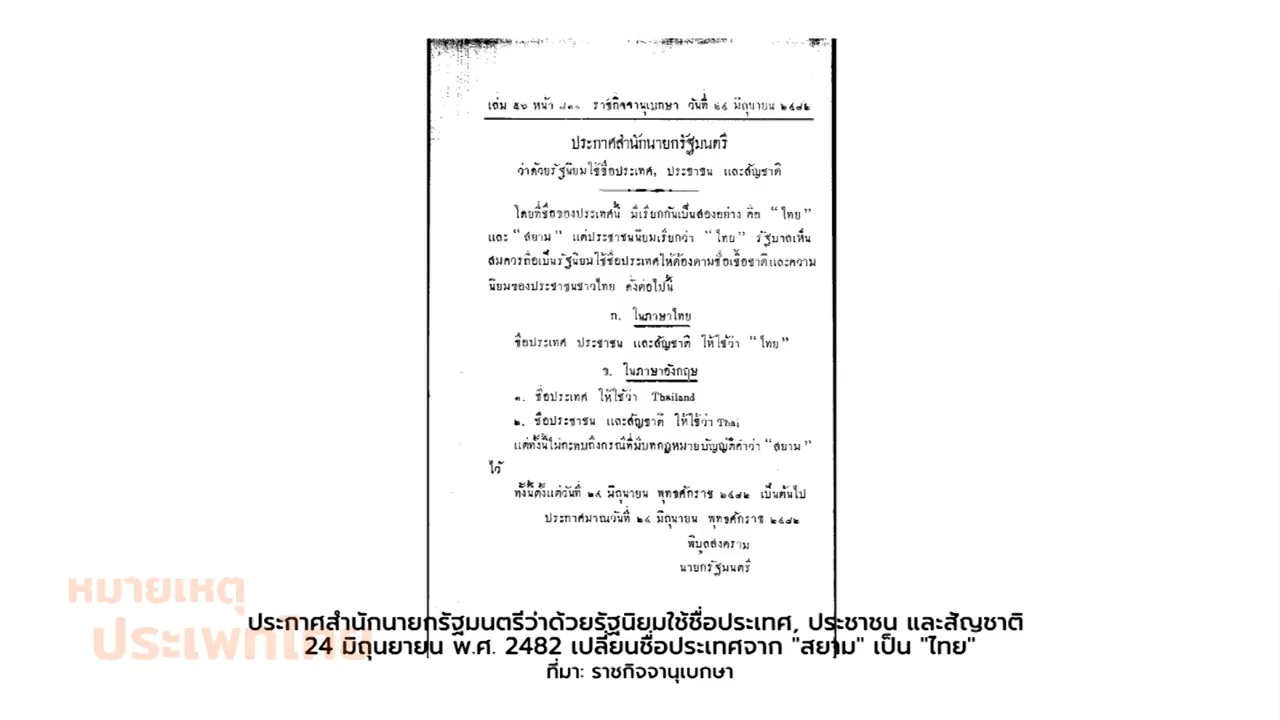 เล่ม ๕๖ หน้า ๘๑๐ ราชกิจจานุเบกษา วันที่ ๒๔ มิถุนายน ๒๔๘๒
ประกาศสำนักนายกรัฐมนตรี
ว่าด้วยรัฐนิยมใช้ชื่อประเทศ, ประชาชน และสัญชาติ
โดยที่ชื่อของประเทศนี้ มีเรียกกันเป็นสองอย่าง คือ “ไทย”
และ “สยาม” แต่ประชาชนนิยมเรียกว่า “ไทย” รัฐบาลเห็น
สมควรถือเป็นรัฐนิยมใช้ชื่อประเทศให้ต้องตามชื่อเชื้อชาติและความ
นิยมของประชาชนชาวไทย ดั่งต่อไปนี้
ก. ในภาษาไทย
ชื่อประเทศ ประชาชน และสัญชาติ ให้ใช้ว่า “ไทย”
ข. ในภาษาอังกฤษ
๑. ชื่อประเทศ ให้ใช้ว่า Thailand
๒. ชื่อประชาชน และสัญชาติ ให้ใช้ว่า Thai
แต่ทั้งนี้ไม่กะทบถึงกรณีที่มีบทกฎหมายบัญญัติคำว่า “สยาม”
ไว้
ทั้งนี้ตั้งแต่วันที่ ๒๔ มิถุนายน พุทธศักราช ๒๔๘๒ เป็นต้นไป
ประกาศมาณวันที่ ๒๔ มิถุนายน พุทธศักราช ๒๔๘๒
พิบูลสงคราม
นายกรัฐมนตรี
หมายเหตุ
ประเพทไทย
ประกาศสำนักนายกรัฐมนตรีว่าด้วยรัฐนิยมใช้ชื่อประเทศ, ประชาชน และสัญชาติ
24 มิถุนยายน พ.ศ. 2482 เปลี่ยนชื่อประเทศจาก "สยาม" เป็น "ไทย"
ที่มา: ราชกิจจานุเบกษา